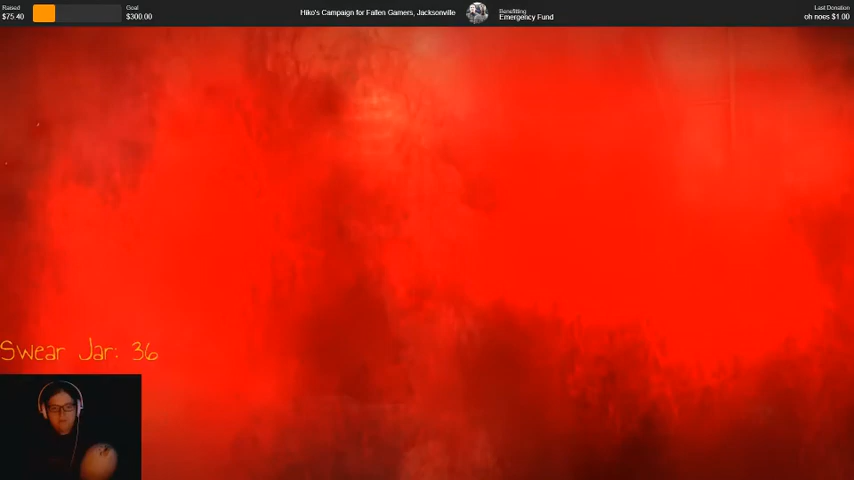 Raised
$75.40
Goal
$300.00
Hiko's Campaign for Fallen Gamers, Jacksonville
Benefitting
Emergency Fund
Last Donation
oh noes $1.00
Swear Jar: 36